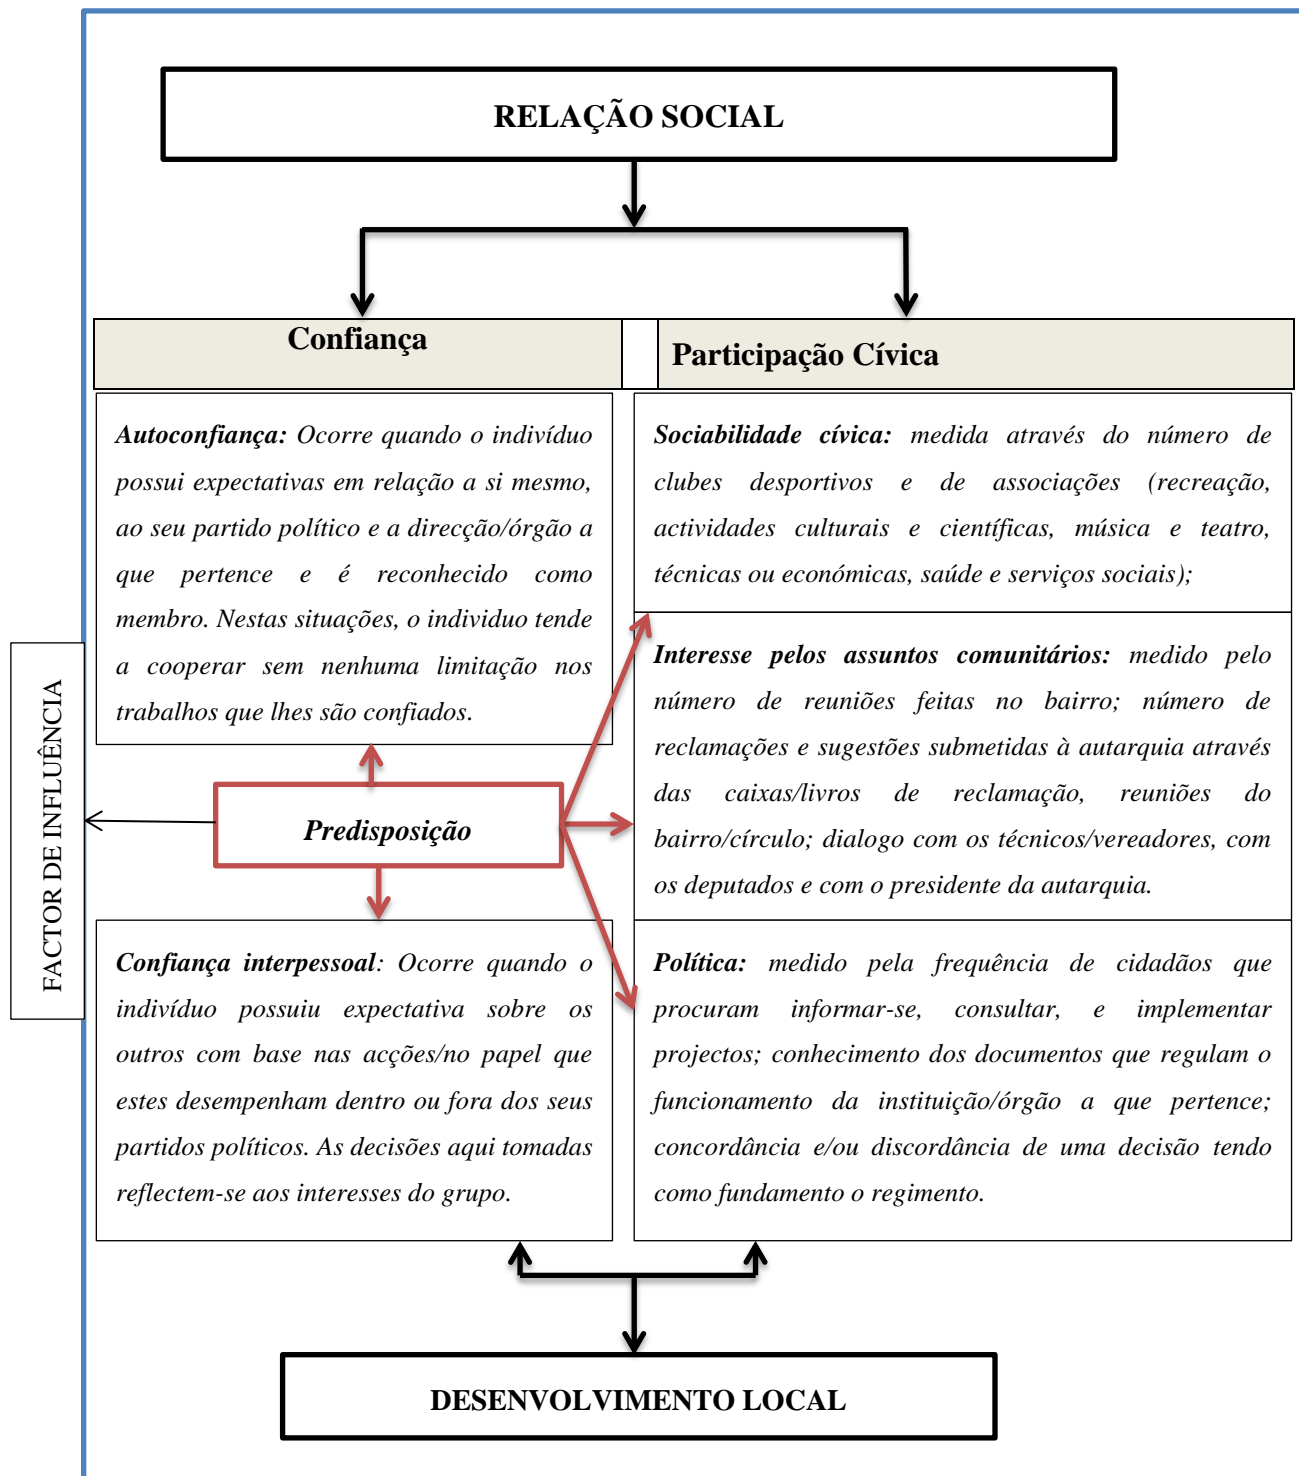 RELAÇÃO SOCIAL
Confiança
Participação Cívica
Autoconfiança: Ocorre quando o indivíduo
possui expectativas em relação a si mesmo,
ao seu partido político e a direcção/órgão a
que pertence e é reconhecido como
membro. Nestas situações, o individuo tende
a cooperar sem nenhuma limitação nos
trabalhos que lhes são confiados.
Sociabilidade cívica: medida através do número de
clubes desportivos e de associações (recreação,
actividades culturais e científicas, música e teatro,
técnicas ou económicas, saúde e serviços sociais);
Interesse pelos assuntos comunitários: medido pelo
número de reuniões feitas no bairro; número de
reclamações e sugestões submetidas à autarquia através
das caixas/livros de reclamação, reuniões do
bairro/círculo; dialogo com os técnicos/vereadores, com
os deputados e com o presidente da autarquia.
FACTOR DE INFLUÊNCIA
Predisposição
Confiança interpessoal: Ocorre quando o
indivíduo possuiu expectativa sobre os
outros com base nas acções/no papel que
estes desempenham dentro ou fora dos seus
partidos políticos. As decisões aqui tomadas
reflectem-se aos interesses do grupo.
Política: medido pela frequência de cidadãos que
procuram informar-se, consultar, e implementar
projectos; conhecimento dos documentos que regulam o
funcionamento da instituição/órgão a que pertence;
concordância e/ou discordância de uma decisão tendo
como fundamento o regimento.
DESENVOLVIMENTO LOCAL